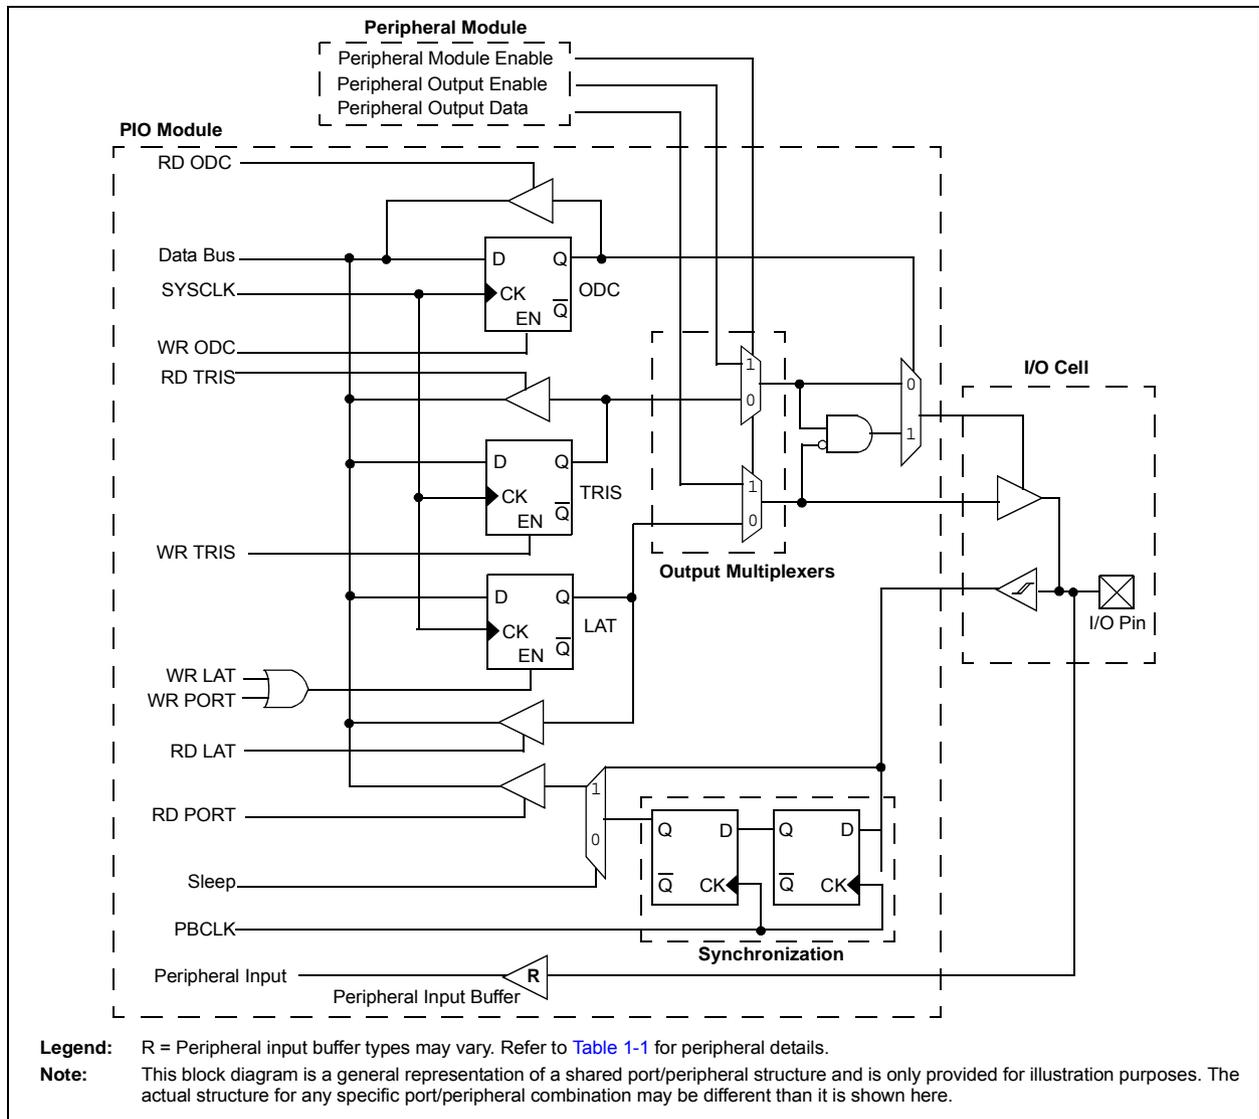 Peripheral Module
Peripheral Module Enable
Peripheral Output Enable
Peripheral Output Data
PIO Module
RD ODC
Data Bus
D Q
SYSCLK
CK
ODC
EN Q
WR ODC
RD TRIS
1
0
I/O Cell
0
1
D Q
CK
TRIS
EN Q
1
0
WR TRIS
Output Multiplexers
D Q
CK
LAT
EN Q
I/O Pin
WR LAT
WR PORT
RD LAT
1
0
RD PORT
Q D Q D
Q CK Q CK
Sleep
PBCLK
Synchronization
Peripheral Input
R
Peripheral Input Buffer
Legend: R = Peripheral input buffer types may vary. Refer to Table 1-1 for peripheral details.
Note: This block diagram is a general representation of a shared port/peripheral structure and is only provided for illustration purposes. The
actual structure for any specific port/peripheral combination may be different than it is shown here.